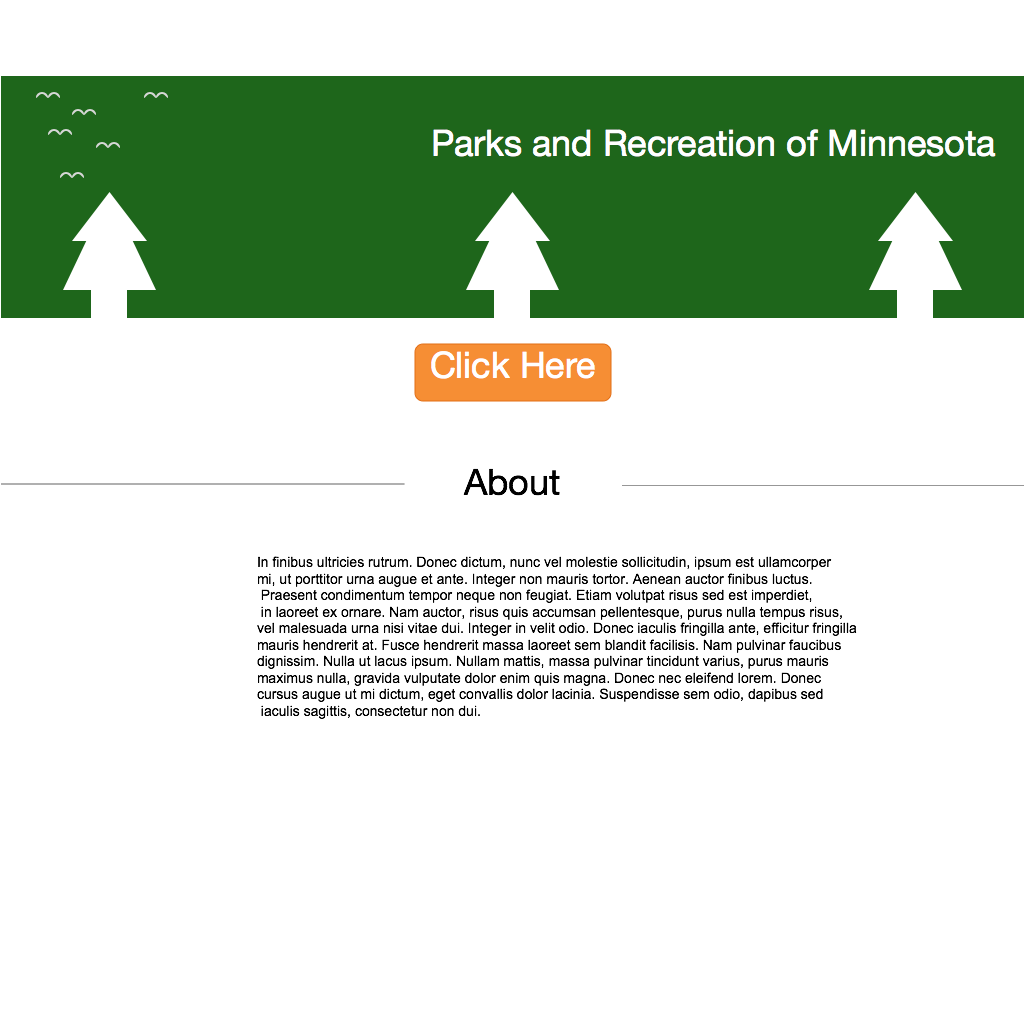 Parks and Recreation of Minnesota
Click Here
About
In finibus ultricies rutrum. Donec dictum, nunc vel molestie sollicitudin, ipsum est ullamcorper
mi, ut porttitor urna augue et ante. Integer non mauris tortor. Aenean auctor finibus luctus.
Praesent condimentum tempor neque non feugiat. Etiam volutpat risus sed est imperdiet,
in laoreet ex ornare. Nam auctor, risus quis accumsan pellentesque, purus nulla tempus risus,
vel malesuada urna nisi vitae dui. Integer in velit odio. Donec iaculis fringilla ante, efficitur fringilla
mauris hendrerit at. Fusce hendrerit massa laoreet sem blandit facilisis. Nam pulvinar faucibus
dignissim. Nulla ut lacus ipsum. Nullam mattis, massa pulvinar tincidunt varius, purus mauris
maximus nulla, gravida vulputate dolor enim quis magna. Donec nec eleifend lorem. Donec
cursus augue ut mi dictum, eget convallis dolor lacinia. Suspendisse sem odio, dapibus sed
iaculis sagittis, consectetur non dui.